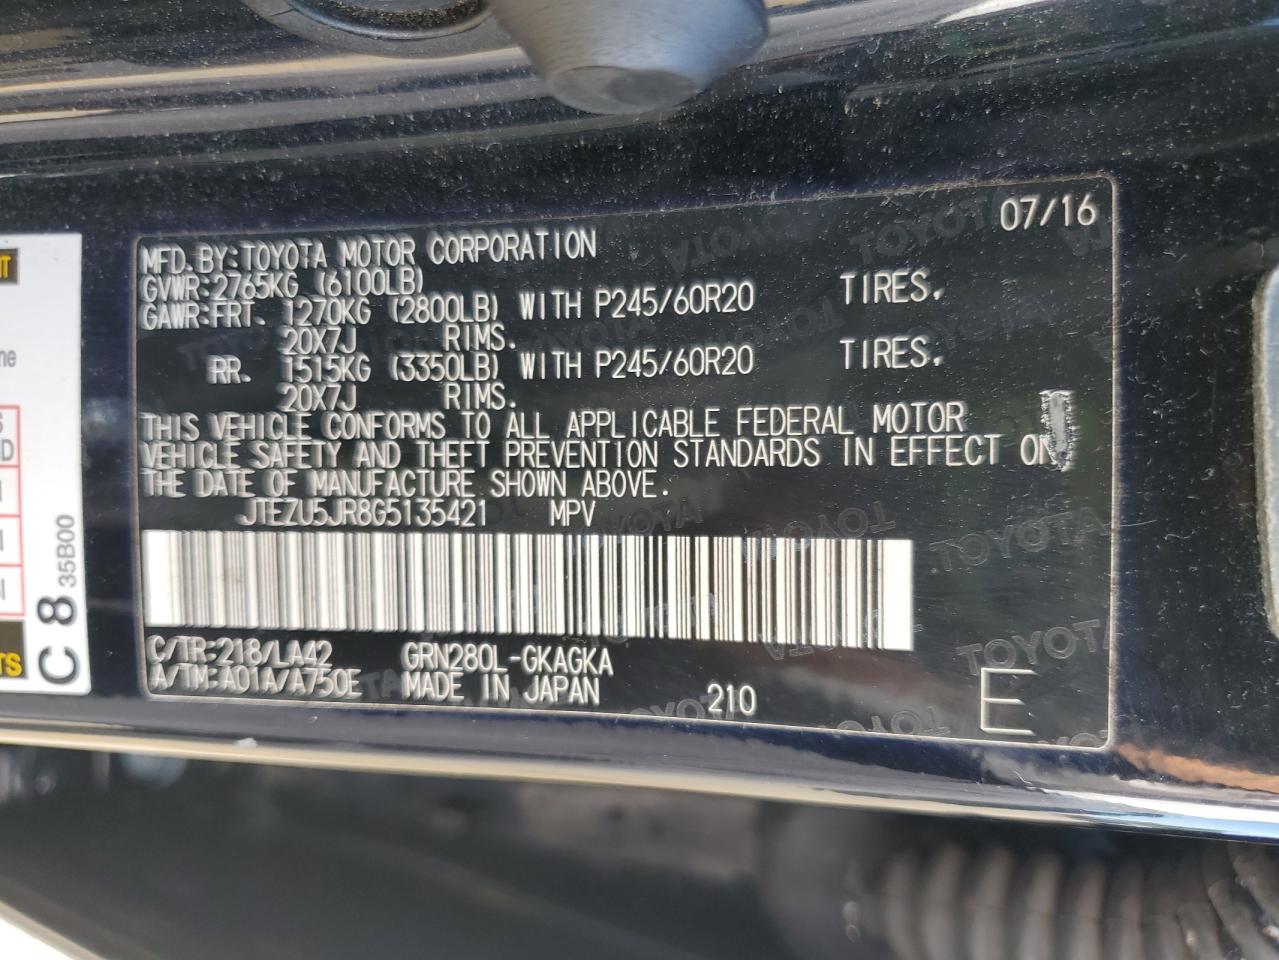 07/16
MFD. BY: TOYOTA MOTOR CORPORATION
GVWR: 2765KG (6100LB)
GAWR: FRT. 1270KG (2800LB) WITH P245/60R20 TIRES,
20X7J RIMS.
RR. 1515KG (3350LB) WITH P245/60R20 TIRES,
20X7J RIMS.
THIS VEHICLE CONFORMS TO ALL APPLICABLE FEDERAL MOTOR
VEHICLE SAFETY AND THEFT PREVENTION STANDARDS IN EFFECT ON
THE DATE OF MANUFACTURE SHOWN ABOVE.
JTEZU5JR8G5135421 MPV
C/TR: 218/LA42 GRN280L-GKAGKA
A/TM: A01A/A750E MADE IN JAPAN 210
E
C8
35B00